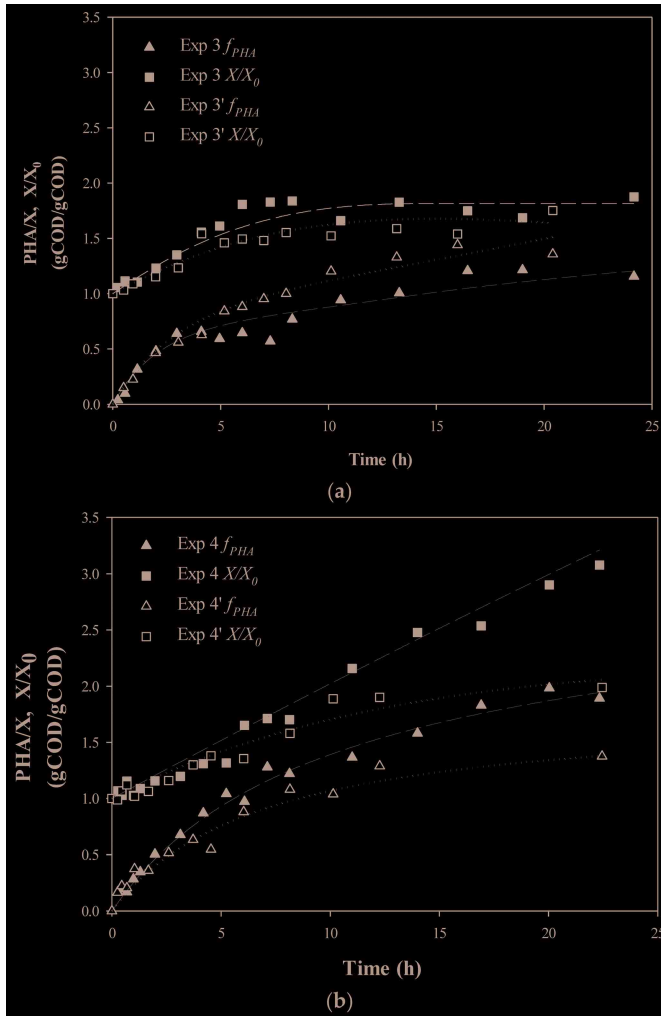 3.5
3.0
2.5
2.0
1.5
1.0
0.5
0.0
PHA/X, X/X0
(gCOD/gCOD)
Exp 3 fPHA
Exp 3 X/X0
Exp 3' fPHA
Exp 3' X/X0
0 5 10 15 20 25
Time (h)
(a)
3.5
3.0
2.5
2.0
1.5
1.0
0.5
0.0
PHA/X, X/X0
(gCOD/gCOD)
Exp 4 fPHA
Exp 4 X/X0
Exp 4' fPHA
Exp 4' X/X0
0 5 10 15 20 25
Time (h)
(b)